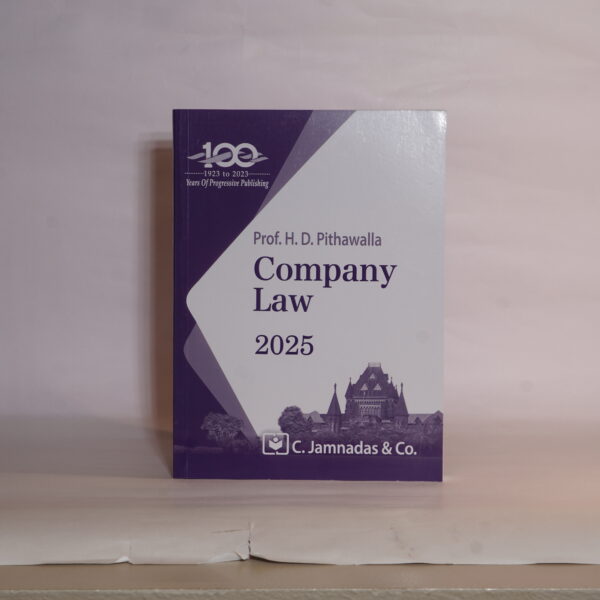 100
1923 to 2023
Years Of Progressive Publishing
Prof. H. D. Pithawalla
Company
Law
2025
C. Jamnadas & Co.